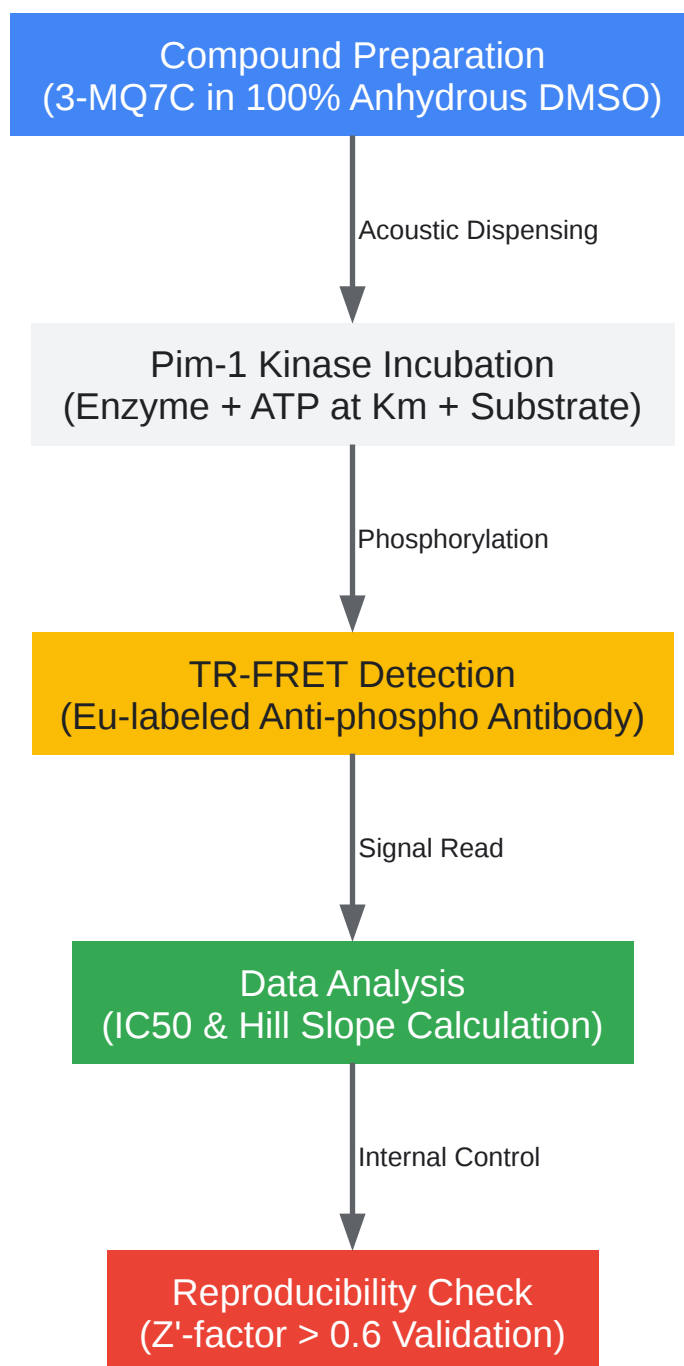 Compound Preparation
(3-MQ7C in 100% Anhydrous DMSO)
Acoustic Dispensing
Pim-1 Kinase Incubation
(Enzyme + ATP at Km + Substrate)
Phosphorylation
TR-FRET Detection
(Eu-labeled Anti-phospho Antibody)
Signal Read
Data Analysis
(IC50 & Hill Slope Calculation)
Internal Control
Reproducibility Check
(Z'-factor > 0.6 Validation)